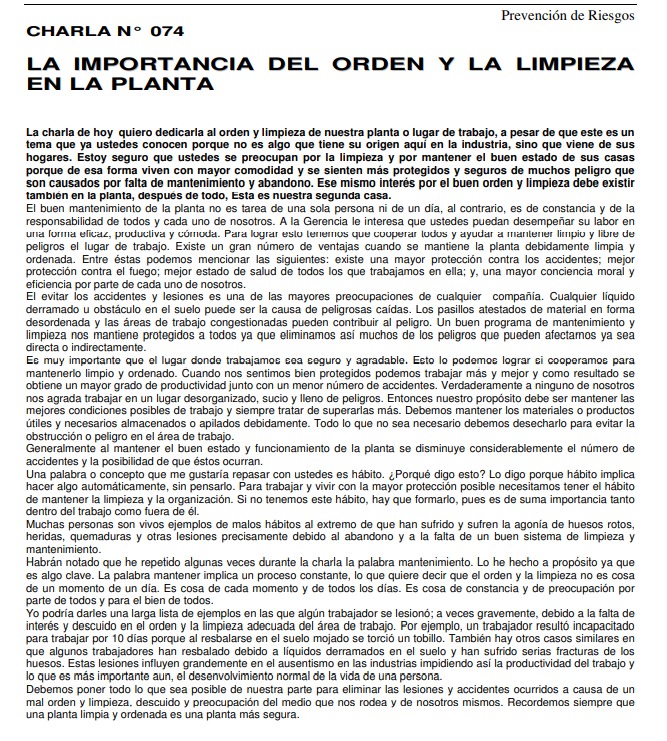 Prevención de Riesgos
CHARLA N° 074
LA IMPORTANCIA DEL ORDEN Y LA LIMPIEZA
EN LA PLANTA
La charla de hoy quiero dedicarla al orden y limpieza de nuestra planta o lugar de trabajo, a pesar de que este es un
tema que ya ustedes conocen porque no es algo que tiene su origen aquí en la industria, sino que viene de sus
hogares. Estoy seguro que ustedes se preocupan por la limpieza y por mantener el buen estado de sus casas
porque de esa forma viven con mayor comodidad y se sienten más protegidos y seguros de muchos peligro que
son causados por falta de mantenimiento y abandono. Ese mismo interés por el buen orden y limpieza debe existir
también en la planta, después de todo, Esta es nuestra segunda casa.
El buen mantenimiento de la planta no es tarea de una sola persona ni de un día, al contrario, es de constancia y de la
responsabilidad de todos y cada uno de nosotros. A la Gerencia le interesa que ustedes puedan desempeñar su labor en
una forma eficaz, productiva y cómoda. Para lograr esto tenemos que cooperar todos y ayudar a mantener limpio y libre de
peligros el lugar de trabajo. Existe un gran número de ventajas cuando se mantiene la planta debidamente limpia y
ordenada. Entre éstas podemos mencionar las siguientes: existe una mayor protección contra los accidentes; mejor
protección contra el fuego; mejor estado de salud de todos los que trabajamos en ella; y, una mayor conciencia moral y
eficiencia por parte de cada uno de nosotros.
El evitar los accidentes y lesiones es una de las mayores preocupaciones de cualquier compañía. Cualquier líquido
derramado u obstáculo en el suelo puede ser la causa de peligrosas caídas. Los pasillos atestados de material en forma
desordenada y las áreas de trabajo congestionadas pueden contribuir al peligro. Un buen programa de mantenimiento y
limpieza nos mantiene protegidos a todos ya que eliminamos así muchos de los peligros que pueden afectarnos ya sea
directa o indirectamente.
Es muy importante que el lugar donde trabajamos sea seguro y agradable. Esto lo podemos lograr si cooperamos para
mantenerlo limpio y ordenado. Cuando nos sentimos bien protegidos podemos trabajar más y mejor y como resultado se
obtiene un mayor grado de productividad junto con un menor número de accidentes. Verdaderamente a ninguno de nosotros
nos agrada trabajar en un lugar desorganizado, sucio y lleno de peligros. Entonces nuestro propósito debe ser mantener las
mejores condiciones posibles de trabajo y siempre tratar de superarlas más. Debemos mantener los materiales o productos
útiles y necesarios almacenados o apilados debidamente. Todo lo que no sea necesario debemos desecharlo para evitar la
obstrucción o peligro en el área de trabajo.
Generalmente al mantener el buen estado y funcionamiento de la planta se disminuye considerablemente el número de
accidentes y la posibilidad de que éstos ocurran.
Una palabra o concepto que me gustaría repasar con ustedes es hábito. ¿Porqué digo esto? Lo digo porque hábito implica
hacer algo automáticamente, sin pensarlo. Para trabajar y vivir con la mayor protección posible necesitamos tener el hábito
de mantener la limpieza y la organización. Si no tenemos este hábito, hay que formarlo, pues es de suma importancia tanto
dentro del trabajo como fuera de él.
Muchas personas son vivos ejemplos de malos hábitos al extremo de que han sufrido y sufren la agonía de huesos rotos,
heridas, quemaduras y otras lesiones precisamente debido al abandono y a la falta de un buen sistema de limpieza y
mantenimiento.
Habrán notado que he repetido algunas veces durante la charla la palabra mantenimiento. Lo he hecho a propósito ya que
es algo clave. La palabra mantener implica un proceso constante, lo que quiere decir que el orden y la limpieza no es cosa
de un momento de un día. Es cosa de cada momento y de todos los días. Es cosa de constancia y de preocupación por
parte de todos y para el bien de todos.
Yo podría darles una larga lista de ejemplos en las que algún trabajador se lesionó; a veces gravemente, debido a la falta de
interés y descuido en el orden y la limpieza adecuada del área de trabajo. Por ejemplo, un trabajador resultó incapacitado
para trabajar por 10 días porque al resbalarse en el suelo mojado se torció un tobillo. También hay otros casos similares en
que algunos trabajadores han resbalado debido a líquidos derramados en el suelo y han sufrido serias fracturas de los
huesos. Estas lesiones influyen grandemente en el ausentismo en las industrias impidiendo así la productividad del trabajo y
lo que es más importante aun, el desenvolvimiento normal de la vida de una persona.
Debemos poner todo lo que sea posible de nuestra parte para eliminar las lesiones y accidentes ocurridos a causa de un
mal orden y limpieza, descuido y preocupación del medio que nos rodea y de nosotros mismos. Recordemos siempre que
una planta limpia y ordenada es una planta más segura.